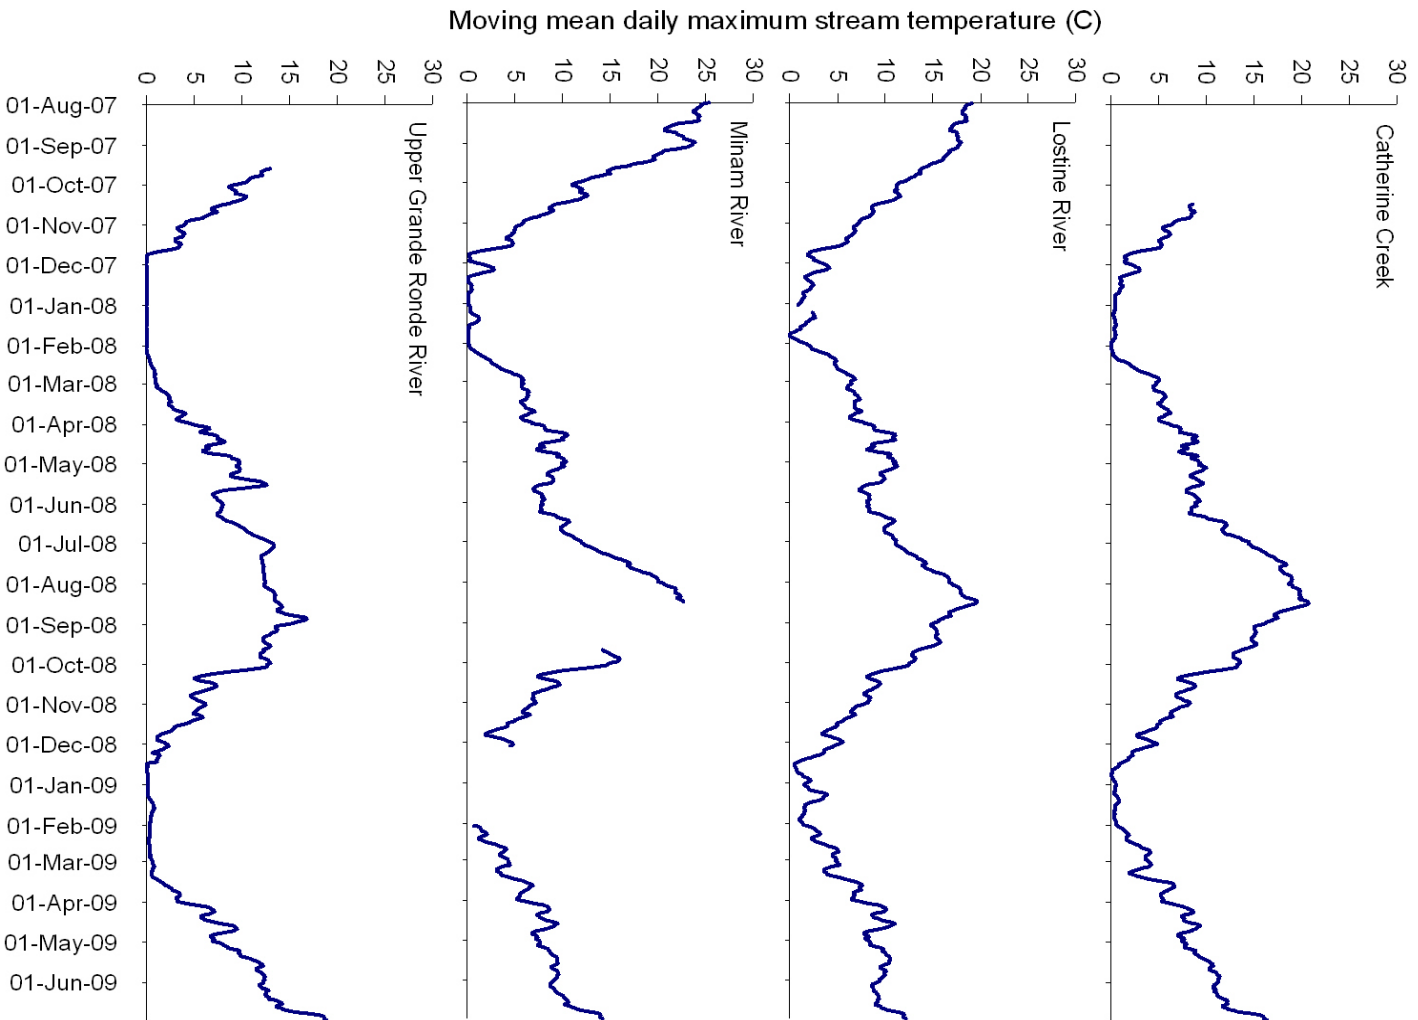 Moving mean daily maximum stream temperature (C)
0 5 10 15 20 25 30
0 5 10 15 20 25 30
0 5 10 15 20 25 30
0 5 10 15 20 25 30
Upper Grande Ronde River
Minam River
Lostine River
Catherine Creek
01-Aug-07
01-Sep-07
01-Oct-07
01-Nov-07
01-Dec-07
01-Jan-08
01-Feb-08
01-Mar-08
01-Apr-08
01-May-08
01-Jun-08
01-Jul-08
01-Aug-08
01-Sep-08
01-Oct-08
01-Nov-08
01-Dec-08
01-Jan-09
01-Feb-09
01-Mar-09
01-Apr-09
01-May-09
01-Jun-09